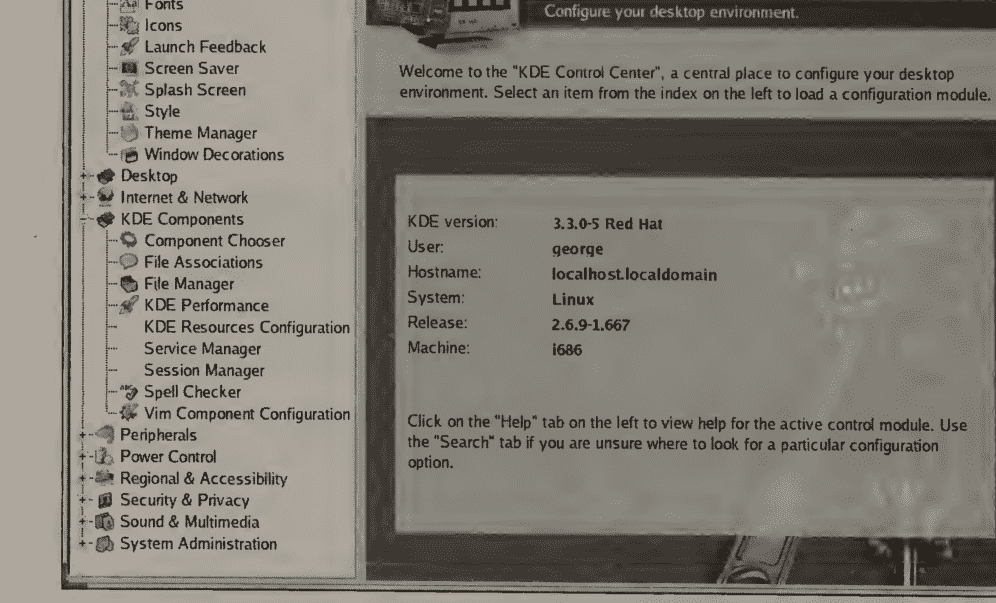 Fonts
Icons
Launch Feedback
Screen Saver
Splash Screen
Style
Theme Manager
Window Decorations
Desktop
Internet & Network
KDE Components
Component Chooser
File Associations
File Manager
KDE Performance
KDE Resources Configuration
Service Manager
Session Manager
Spell Checker
Vim Component Configuration
Peripherals
Power Control
Regional & Accessibility
Security & Privacy
Sound & Multimedia
System Administration
Configure your desktop environment.
Welcome to the "KDE Control Center", a central place to configure your desktop
environment. Select an item from the index on the left to load a configuration module.
KDE version: 3.3.0-5 Red Hat
User: george
Hostname: localhost.localdomain
System: Linux
Release: 2.6.9-1.667
Machine: i686
Click on the "Help" tab on the left to view help for the active control module. Use
the "Search" tab if you are unsure where to look for a particular configuration
option.